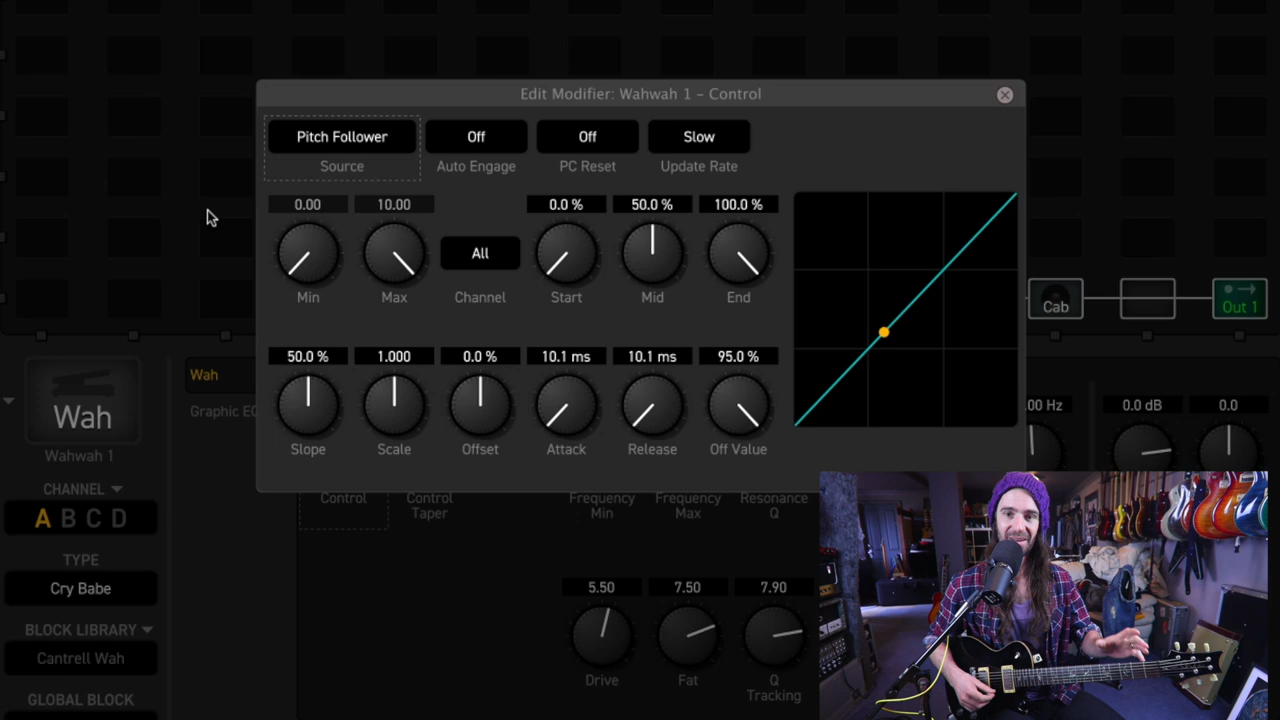 Edit Modifier: Wahwah 1 – Control
Pitch Follower Off Off Slow
Source Auto Engage PC Reset Update Rate
0.00 10.00 0.0 % 50.0 % 100.0 %
All
Min Max Channel Start Mid End
Cab Out 1
50.0 % 1.000 0.0 % 10.1 ms 10.1 ms 95.0 %
Slope Scale Offset Attack Release Off Value
Wah
Graphic EQ
.00 Hz 0.0 dB 0.0
Wah
Wahwah 1
CHANNEL
A B C D
TYPE
Cry Babe
BLOCK LIBRARY
Cantrell Wah
GLOBAL BLOCK
Control Control Taper Frequency Min Frequency Max Resonance Q
5.50 7.50 7.90
Drive Fat Q Tracking